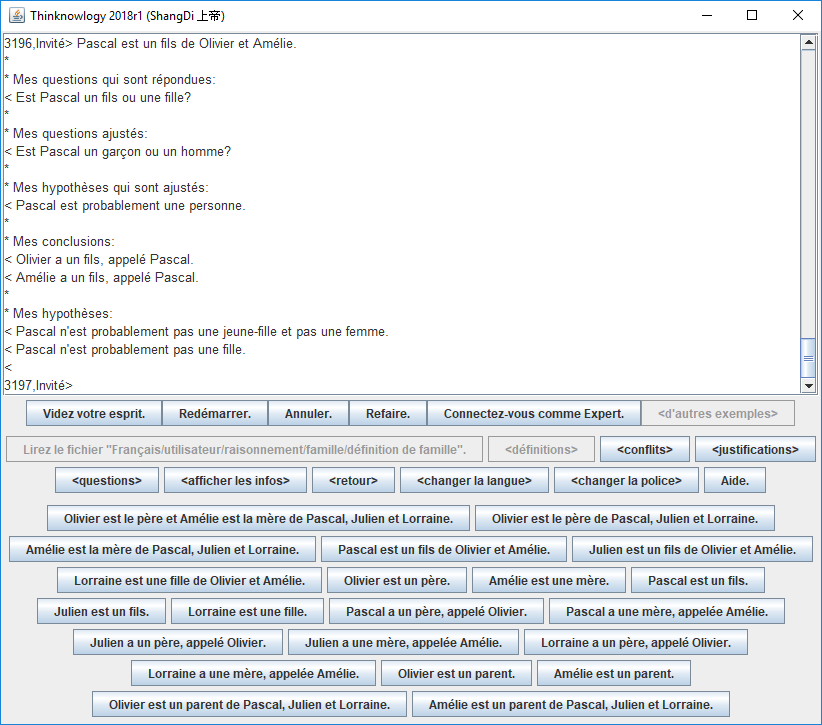 Thinknowlogy 2018r1 (ShangDi 上帝)
3196,Invité> Pascal est un fils de Olivier et Amélie.
*
* Mes questions qui sont répondues:
< Est Pascal un fils ou une fille?
*
* Mes questions ajustés:
< Est Pascal un garçon ou un homme?
*
* Mes hypothèses qui sont ajustés:
< Pascal est probablement une personne.
*
* Mes conclusions:
< Olivier a un fils, appelé Pascal.
< Amélie a un fils, appelé Pascal.
*
* Mes hypothèses:
< Pascal n'est probablement pas une jeune-fille et pas une femme.
< Pascal n'est probablement pas une fille.
<
3197,Invité>
Videz votre esprit. Redémarrer. Annuler. Refaire. Connectez-vous comme Expert. <d'autres exemples>
Lirez le fichier "Français/utilisateur/raisonnement/famille/définition de famille". <définitions> <conflits> <justifications>
<questions> <afficher les infos> <retour> <changer la langue> <changer la police> Aide.
Olivier est le père et Amélie est la mère de Pascal, Julien et Lorraine. Olivier est le père de Pascal, Julien et Lorraine.
Amélie est la mère de Pascal, Julien et Lorraine. Pascal est un fils de Olivier et Amélie. Julien est un fils de Olivier et Amélie.
Lorraine est une fille de Olivier et Amélie. Olivier est un père. Amélie est une mère. Pascal est un fils.
Julien est un fils. Lorraine est une fille. Pascal a un père, appelé Olivier. Pascal a une mère, appelée Amélie.
Julien a un père, appelé Olivier. Julien a une mère, appelée Amélie. Lorraine a un père, appelé Olivier.
Lorraine a une mère, appelée Amélie. Olivier est un parent. Amélie est un parent.
Olivier est un parent de Pascal, Julien et Lorraine. Amélie est un parent de Pascal, Julien et Lorraine.